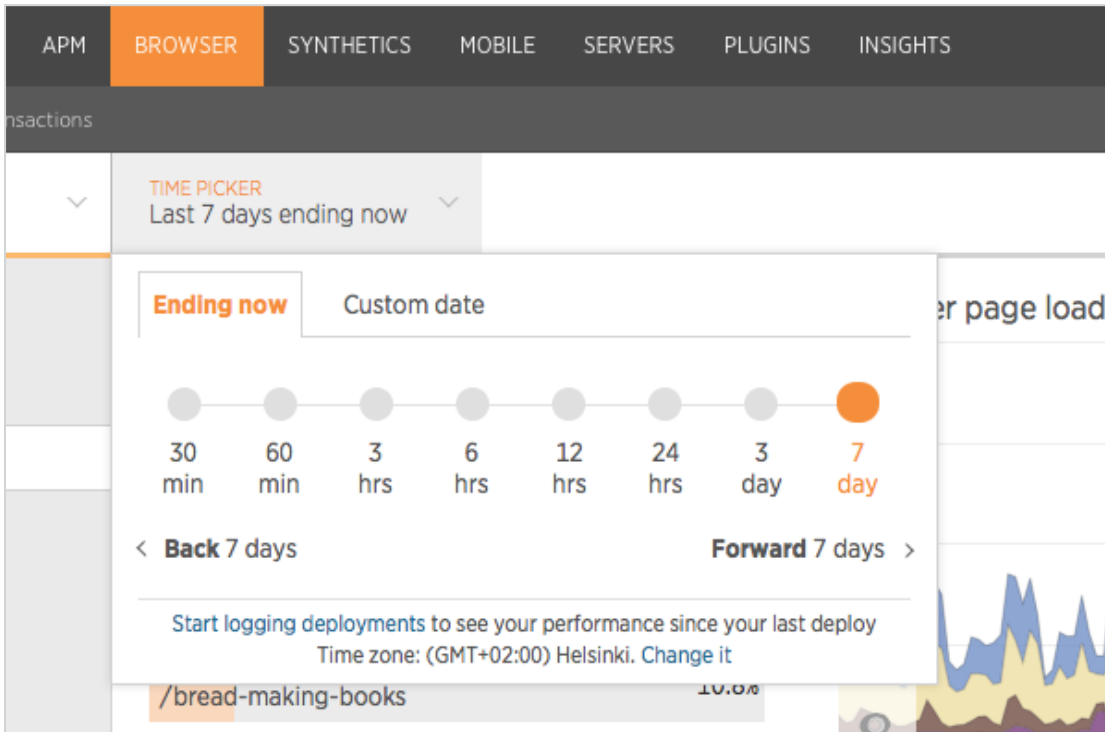 APM BROWSER SYNTHETICS MOBILE SERVERS PLUGINS INSIGHTS
nsactions
TIME PICKER
Last 7 days ending now
Ending now Custom date
er page load
30 min
60 min
3 hrs
6 hrs
12 hrs
24 hrs
3 day
7 day
< Back 7 days Forward 7 days >
Start logging deployments to see your performance since your last deploy
Time zone: (GMT+02:00) Helsinki. Change it
/bread-making-books 10.8%